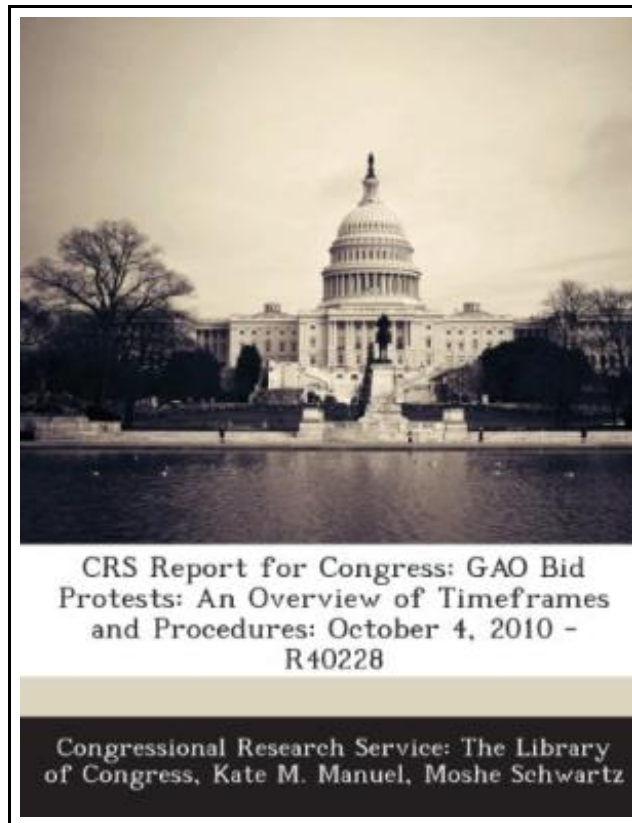 CRS Report for Congress: GAO Bid
Protests: An Overview of Timeframes
and Procedures: October 4, 2010 -
R40228
Congressional Research Service: The Library
of Congress, Kate M. Manuel, Moshe Schwartz